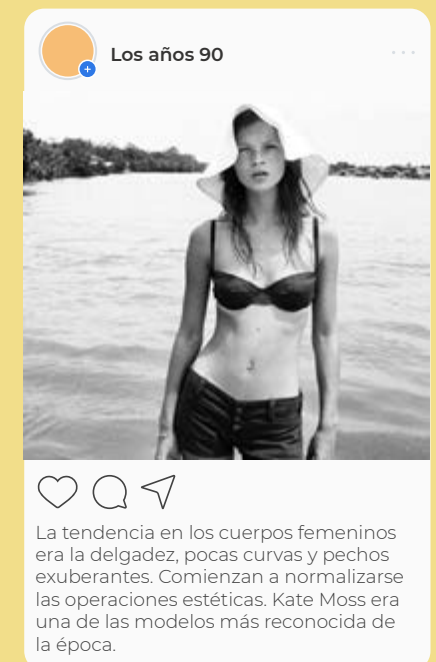 Los años 90
La tendencia en los cuerpos femeninos
era la delgadez, pocas curvas y pechos
exuberantes. Comienzan a normalizarse
las operaciones estéticas. Kate Moss era
una de las modelos más reconocida de
la época.